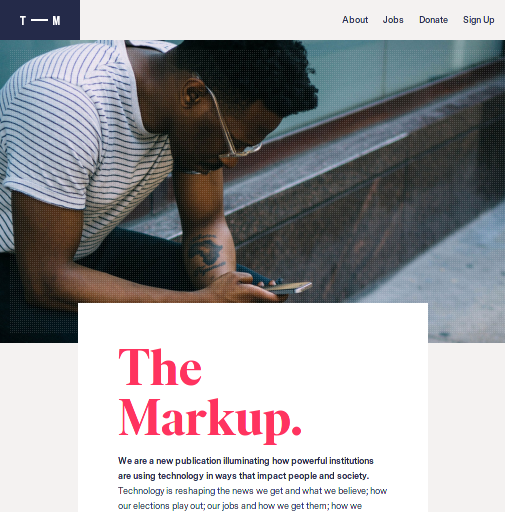 T — M
About Jobs Donate Sign Up
The
Markup.
We are a new publication illuminating how powerful institutions
are using technology in ways that impact people and society.
Technology is reshaping the news we get and what we believe; how
our elections play out; our jobs and how we get them; how we